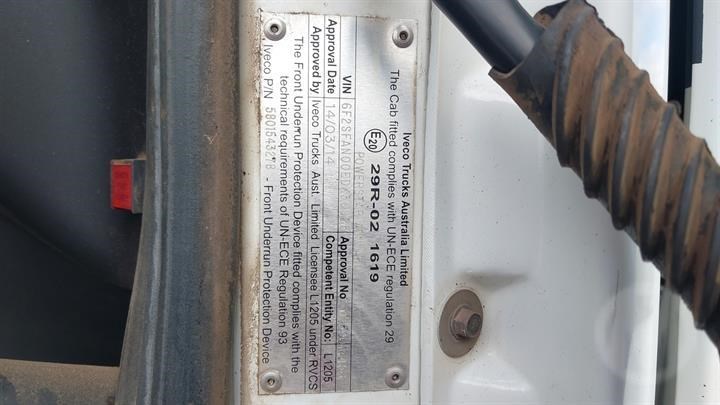 Iveco Trucks Australia Limited
The Cab fitted complies with UN-ECE regulation 29
E20 29R-02 1619
VIN Approval No
Approval Date 14/03/14 Competent Entity No: L1205
Approved by Iveco Trucks Aust. Limited Licensee L1205 under RVCS
The Front Underrun Protection Device fitted complies with the
technical requirements of UN-ECE Regulation 93
Iveco P/N 5801543278 - Front Underrun Protection Device